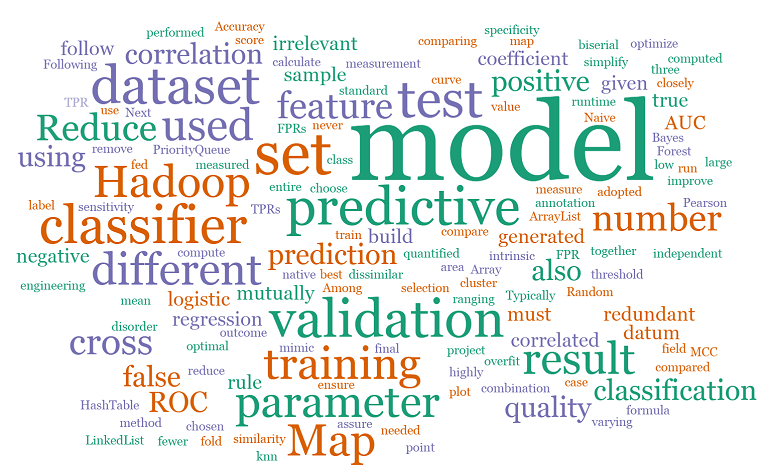 performed Accuracy specificity
follow correlation score irrelevant comparing map biserial optimize
Following calculate measurement coefficient simplify computed
dataset sample curve positive given three closely
TPR Next feature standard test value runtime true
use FPRs never Naive
Reduce used model AUC
remove PriorityQueue set class Bayes
using fed measured Forest low run large
Hadoop entire choose measure adopted improve
label sensitivity TPRs predictive annotation Pearson
classifier train build compare ArrayList number
negative compute prediction quantified generated FPR together independent
engineering different native best dissimilar area Array intrinsic also threshold
mean logistic mutually Among selection cluster Typically Random
disorder regression validation ranging must redundant
cross outcome correlated datum
optimal mimic final project result field MCC
false reduce rule training highly overfit compared
ensure plot combination case classification
HashTable ROC parameter quality formula
method chosen assure needed varying
LinkedList fewer fold similarity Map point
knn